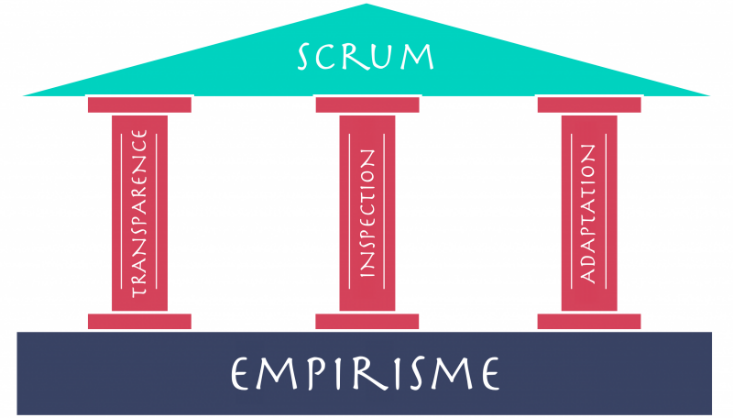 SCRUM
TRANSPARENCE
INSPECTION
ADAPTATION
EMPIRISME